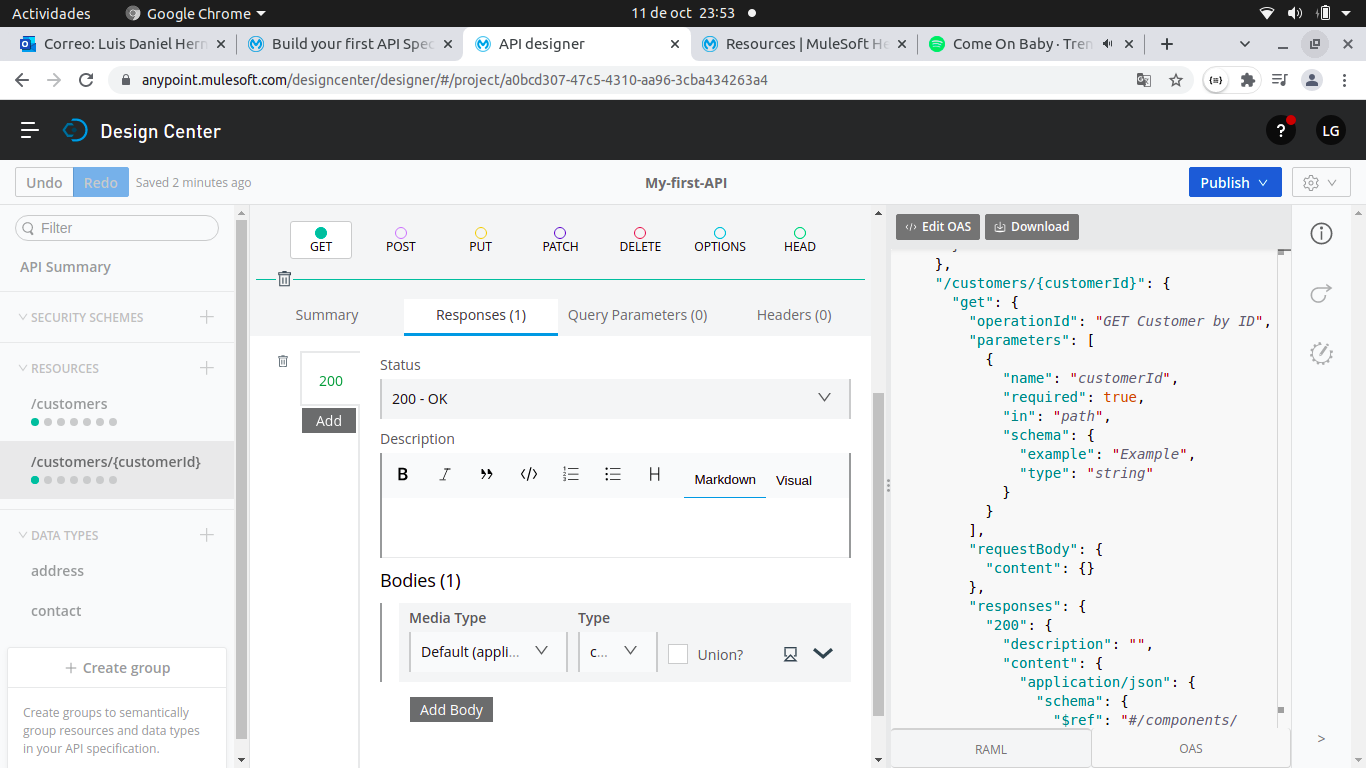 Actividades
Google Chrome
11 de oct 23:53
Correo: Luis Daniel Hern
Build your first API Spec
API designer
Resources | MuleSoft He
Come On Baby · Tren
anypoint.mulesoft.com/designcenter/designer/#/project/a0bcd307-47c5-4310-aa96-3cba434263a4
Design Center
?
LG
Undo
Redo
Saved 2 minutes ago
My-first-API
Publish
Filter
API Summary
SECURITY SCHEMES
RESOURCES
/customers
/customers/{customerId}
DATA TYPES
address
contact
Create group
Create groups to semantically
group resources and data types
in your API specification.
GET
POST
PUT
PATCH
DELETE
OPTIONS
HEAD
Summary
Responses (1)
Query Parameters (0)
Headers (0)
200
Add
Status
200 - OK
Description
B
I
H
Markdown
Visual
Bodies (1)
Media Type
Type
Default (appli...
c...
Union?
Add Body
Edit OAS
Download
},
"/customers/{customerId}": {
"get": {
"operationId": "GET Customer by ID",
"parameters": [
{
"name": "customerId",
"required": true,
"in": "path",
"schema": {
"example": "Example",
"type": "string"
}
}
],
"requestBody": {
"content": {}
},
"responses": {
"200": {
"description": "",
"content": {
"application/json": {
"schema": {
"$ref": "#/components/
RAML
OAS